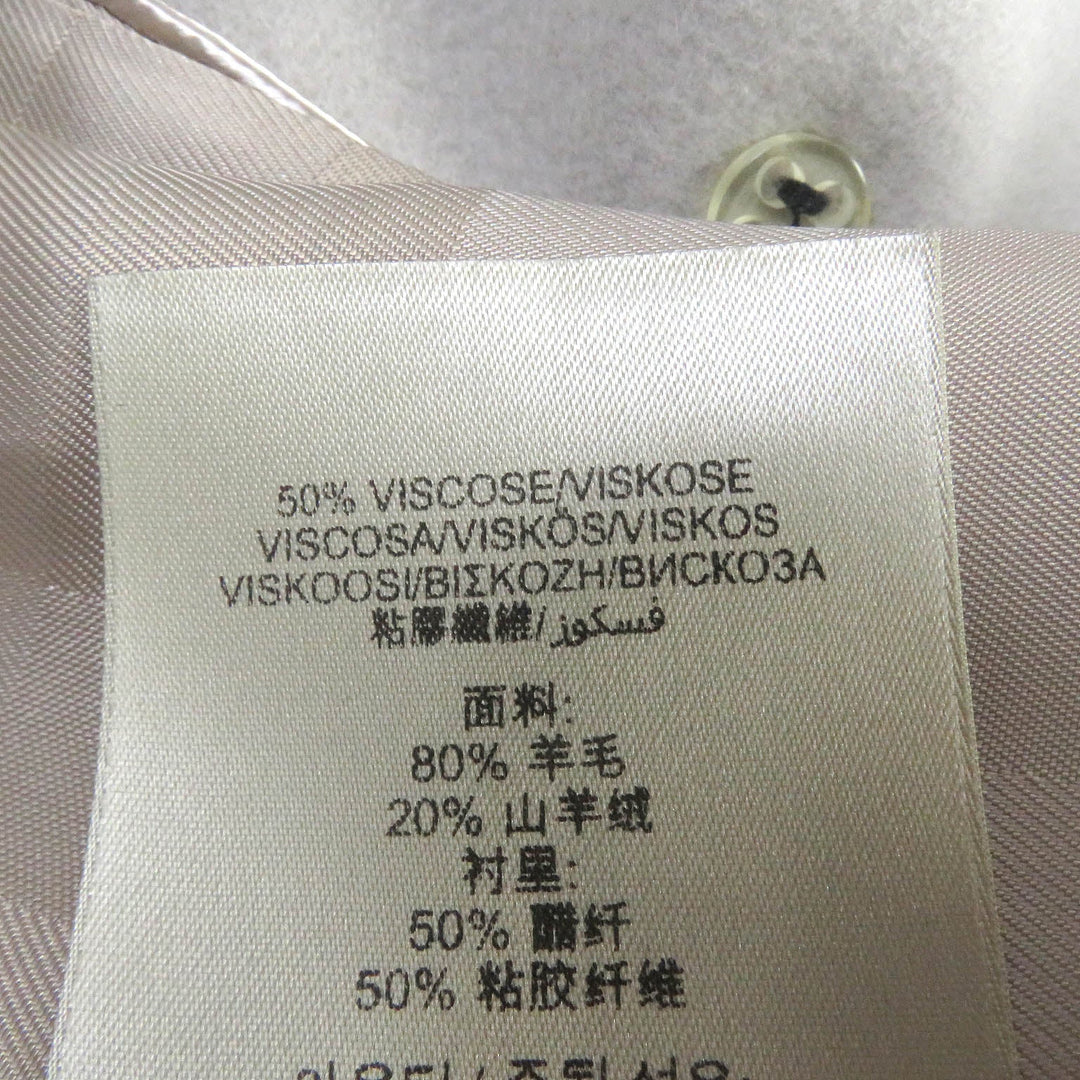 50% VISCOSE/VISKOSE
VISCOSA/VISKÖS/VISKOS
VISKOOSI/ΒΙΣΚΟΖΗ/ВИСКОЗА
粘膠纖維/فسكوز
面料:
80% 羊毛
20% 山羊绒
衬里:
50% 醋纤
50% 粘胶纤维